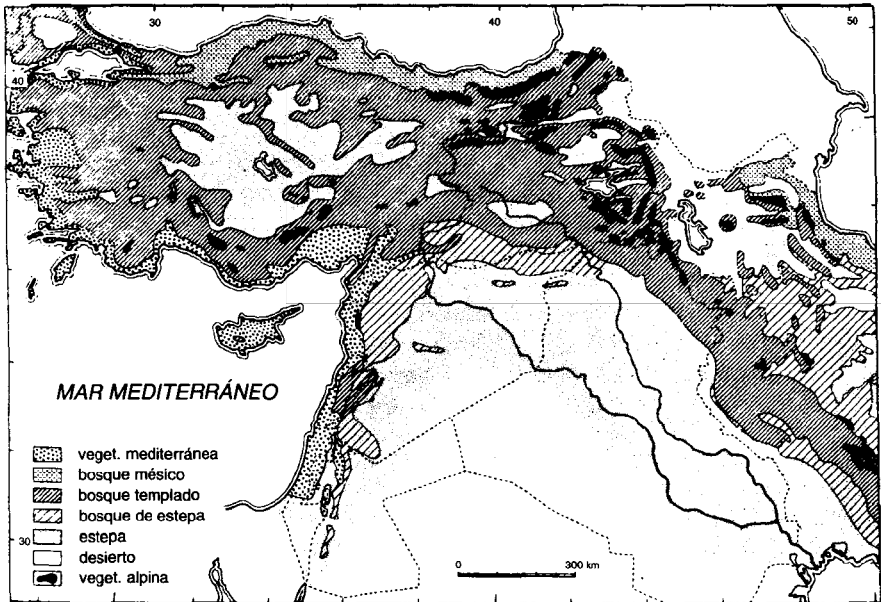 30
40
50
40
MAR MEDITERRÁNEO
veget. mediterránea
bosque mésico
bosque templado
bosque de estepa
estepa
desierto
veget. alpina
30
0
300 km